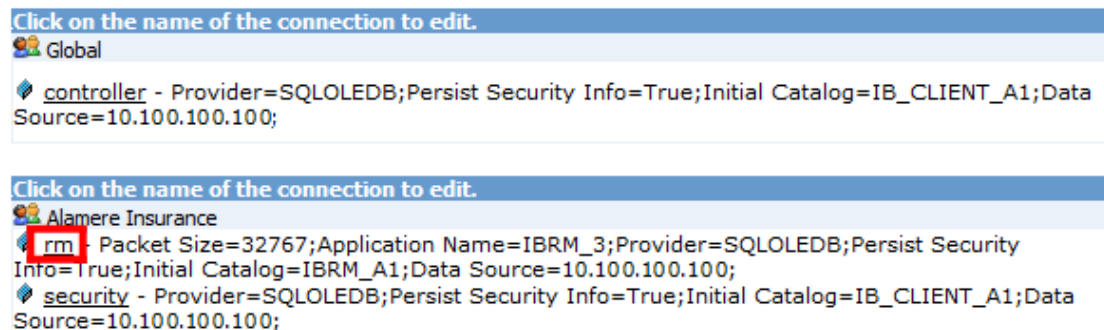 Click on the name of the connection to edit.
Global
controller - Provider=SQLOLEDB;Persist Security Info=True;Initial Catalog=IB_CLIENT_A1;Data
Source=10.100.100.100;
Click on the name of the connection to edit.
Alamere Insurance
rm - Packet Size=32767;Application Name=IBRM_3;Provider=SQLOLEDB;Persist Security
Info=True;Initial Catalog=IBRM_A1;Data Source=10.100.100.100;
security - Provider=SQLOLEDB;Persist Security Info=True;Initial Catalog=IB_CLIENT_A1;Data
Source=10.100.100.100;